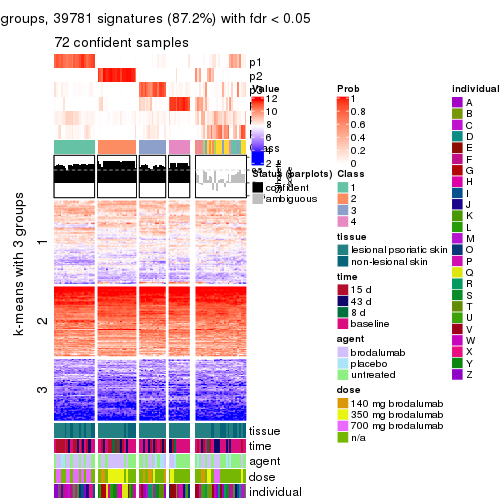 groups, 39781 signatures (87.2%) with fdr < 0.05
72 confident samples
p1
p2
Value
12
10
8
6
4
2
Prob
1
0.8
0.6
0.4
0.2
0
individual
A
B
C
D
E
F
G
H
I
J
K
L
M
O
P
Q
R
S
T
U
V
W
X
Y
Z
Status (barplots)
confident
ambiguous
Class
1
2
3
4
tissue
lesional psoriatic skin
non-lesional skin
time
15 d
43 d
8 d
baseline
agent
brodalumab
placebo
untreated
dose
140 mg brodalumab
350 mg brodalumab
700 mg brodalumab
n/a
k-means with 3 groups
1
2
3
tissue
time
agent
dose
individual